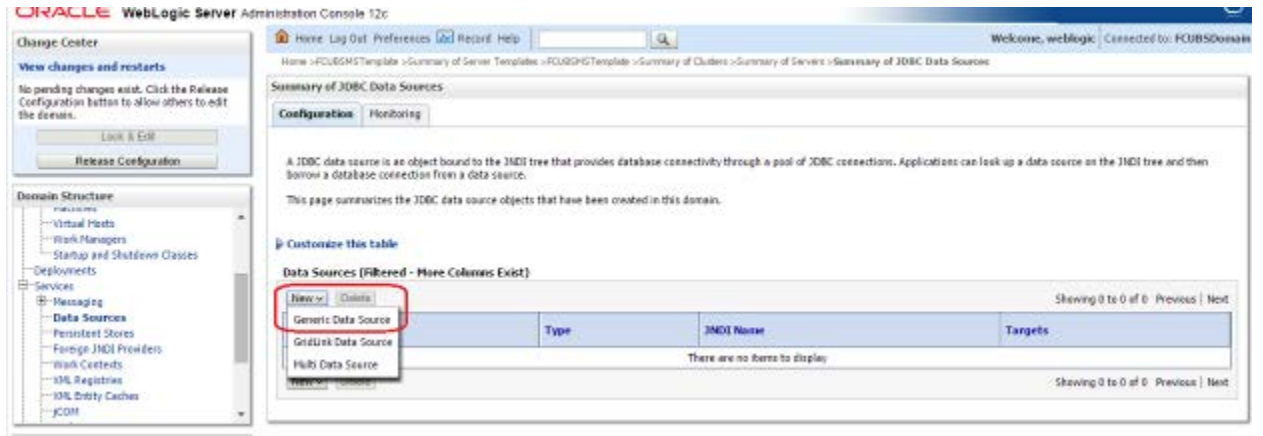 ORACLE WebLogic Server Administration Console 12c
Change Center
View changes and restarts
No pending changes exist. Click the Release
Configuration button to allow others to edit
the domain.
Lock & Edit
Release Configuration
Domain Structure
Machines
Virtual Hosts
Work Managers
Startup and Shutdown Classes
Deployments
Services
Messaging
Data Sources
Persistent Stores
Foreign JNDI Providers
Work Contexts
XML Registries
XML Entity Caches
jCOM
Home Log Out Preferences Record Help
Welcome, weblogic Connected to: FCUBSDomain
Home >FCUBSMSTemplate >Summary of Server Templates >FCUBSMSTemplate >Summary of Clusters >Summary of Servers >Summary of JDBC Data Sources
Summary of JDBC Data Sources
Configuration Monitoring
A JDBC data source is an object bound to the JNDI tree that provides database connectivity through a pool of JDBC connections. Applications can look up a data source on the JNDI tree and then
borrow a database connection from a data source.
This page summarizes the JDBC data source objects that have been created in this domain.
Customize this table
Data Sources (Filtered - More Columns Exist)
New Delete
Showing 0 to 0 of 0 Previous | Next
Generic Data Source
GridLink Data Source
Multi Data Source
Type JNDI Name Targets
There are no items to display
New Delete
Showing 0 to 0 of 0 Previous | Next